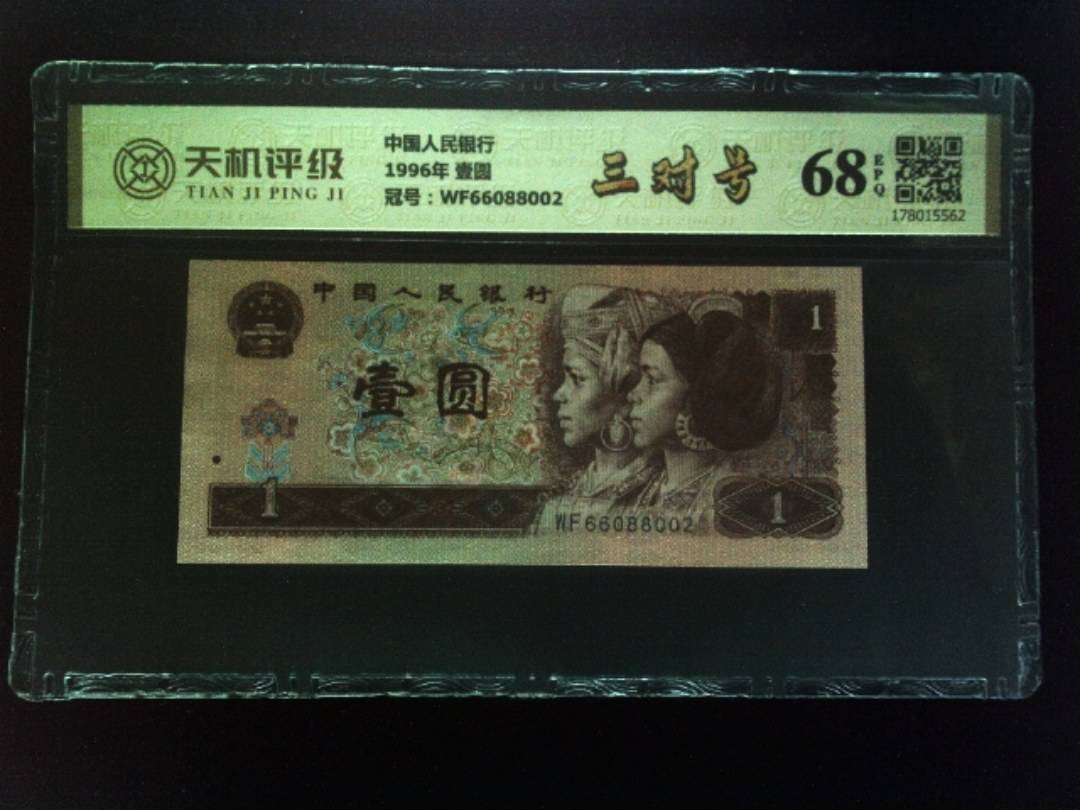 天机评级
TIAN JI PING JI
中国人民银行
1996年 壹圆
冠号：WF66088002
三对号
68
EPQ
178015562
中国人民银行
1
壹圆
1
1
WF66088002